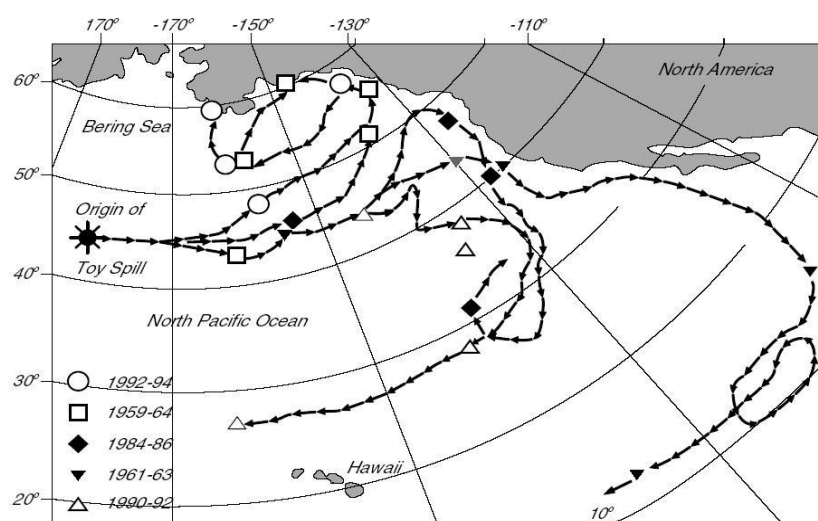 170° -170° -150° -130° -110°
60°
North America
Bering Sea
50°
Origin of
Toy Spill
40°
North Pacific Ocean
30°
1992-94
1959-64
1984-86
1961-63
Hawaii
1990-92
20°
10°